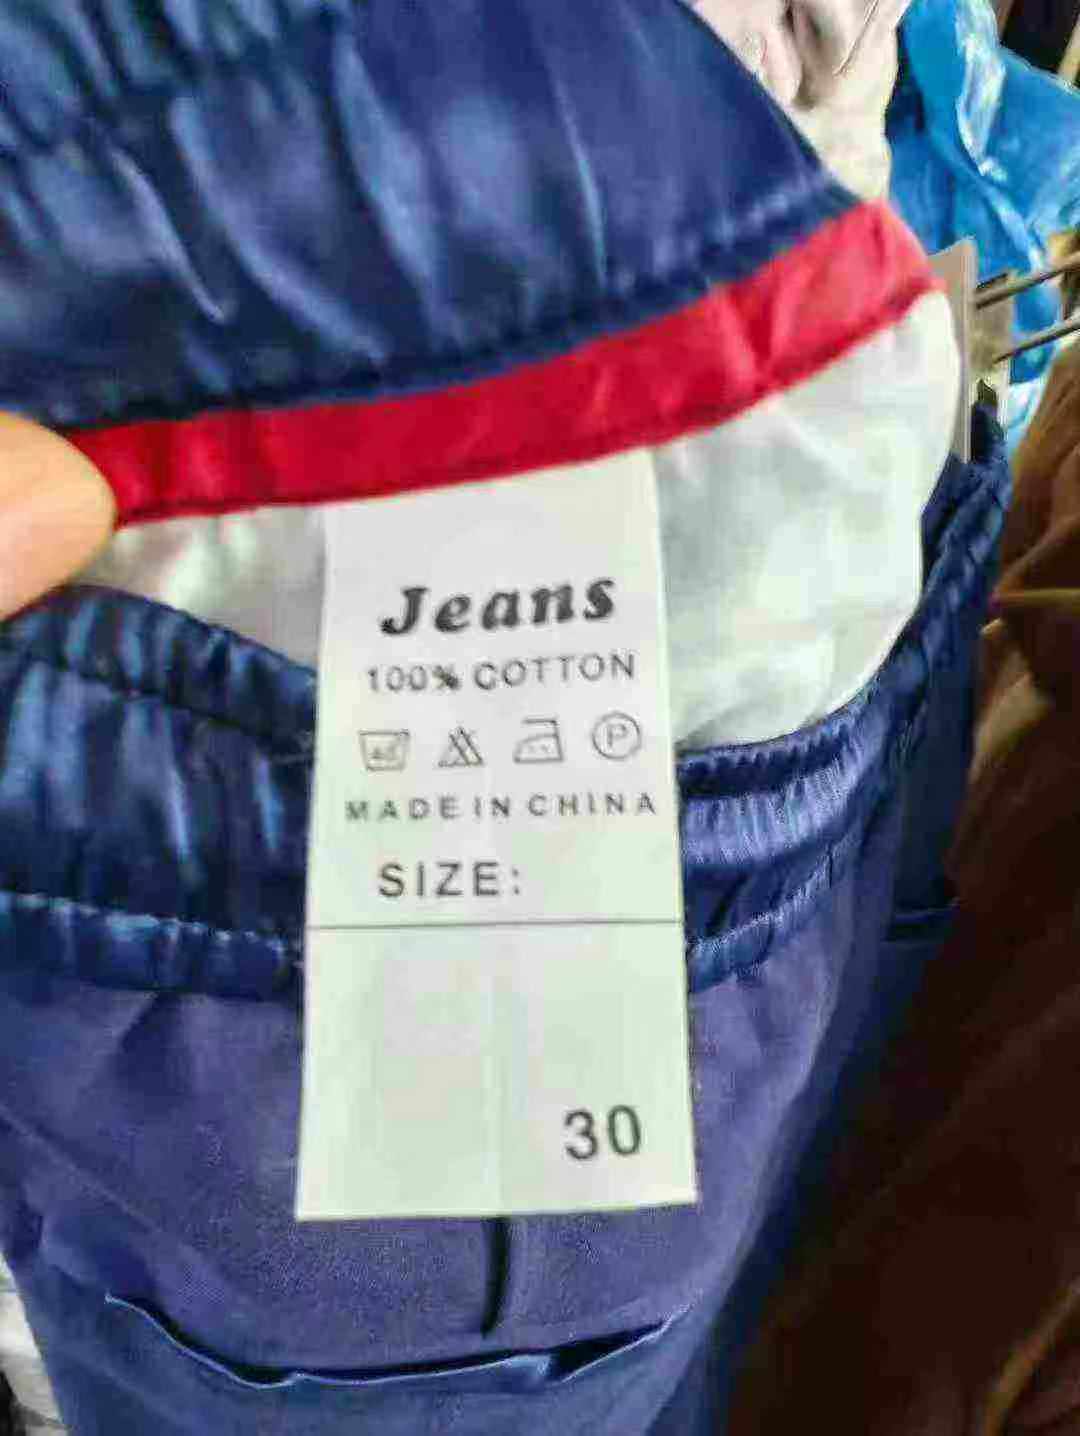 Jeans
100% COTTON
P
MADE IN CHINA
SIZE:
30